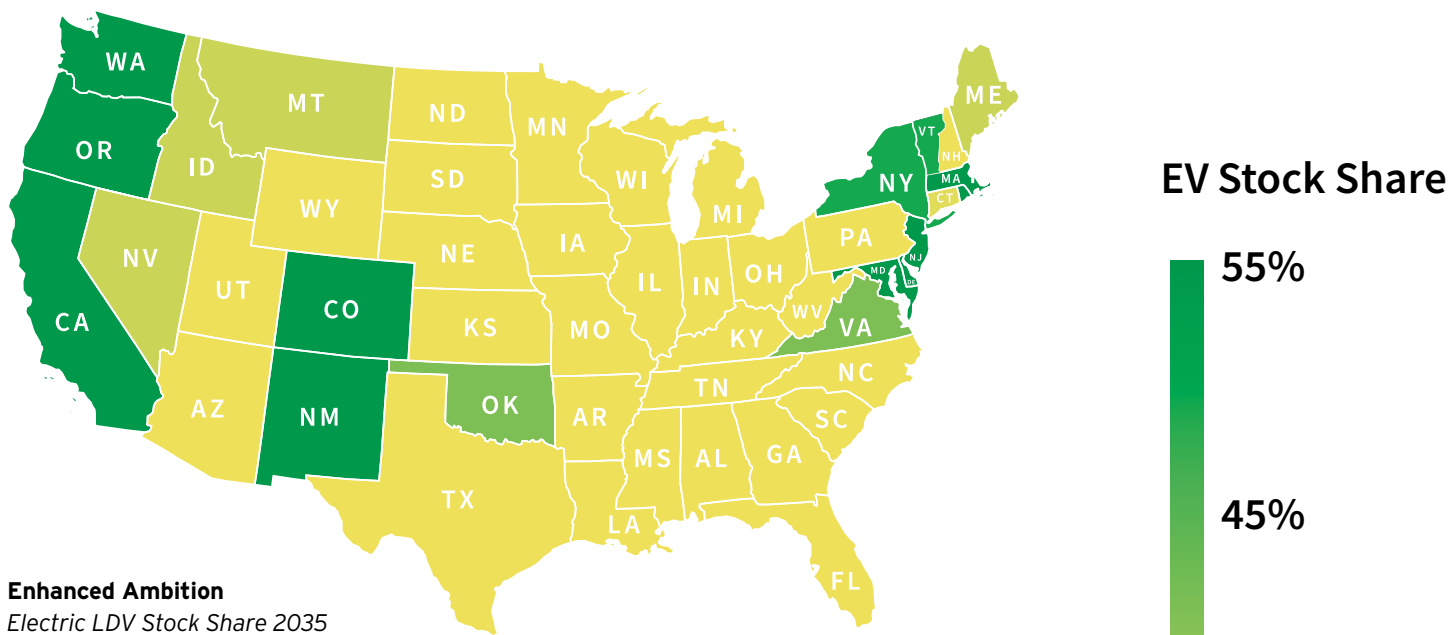 WA
MT
ND
MN
ME
OR
ID
SD
WI
VT
NH
NY
MA
CT
WY
MI
EV Stock Share
NV
UT
NE
IA
PA
NJ
55%
CA
CO
IL
IN
OH
MD
DE
WV
VA
KS
MO
KY
AZ
NM
OK
AR
TN
NC
SC
TX
MS
AL
GA
LA
45%
FL
Enhanced Ambition
Electric LDV Stock Share 2035